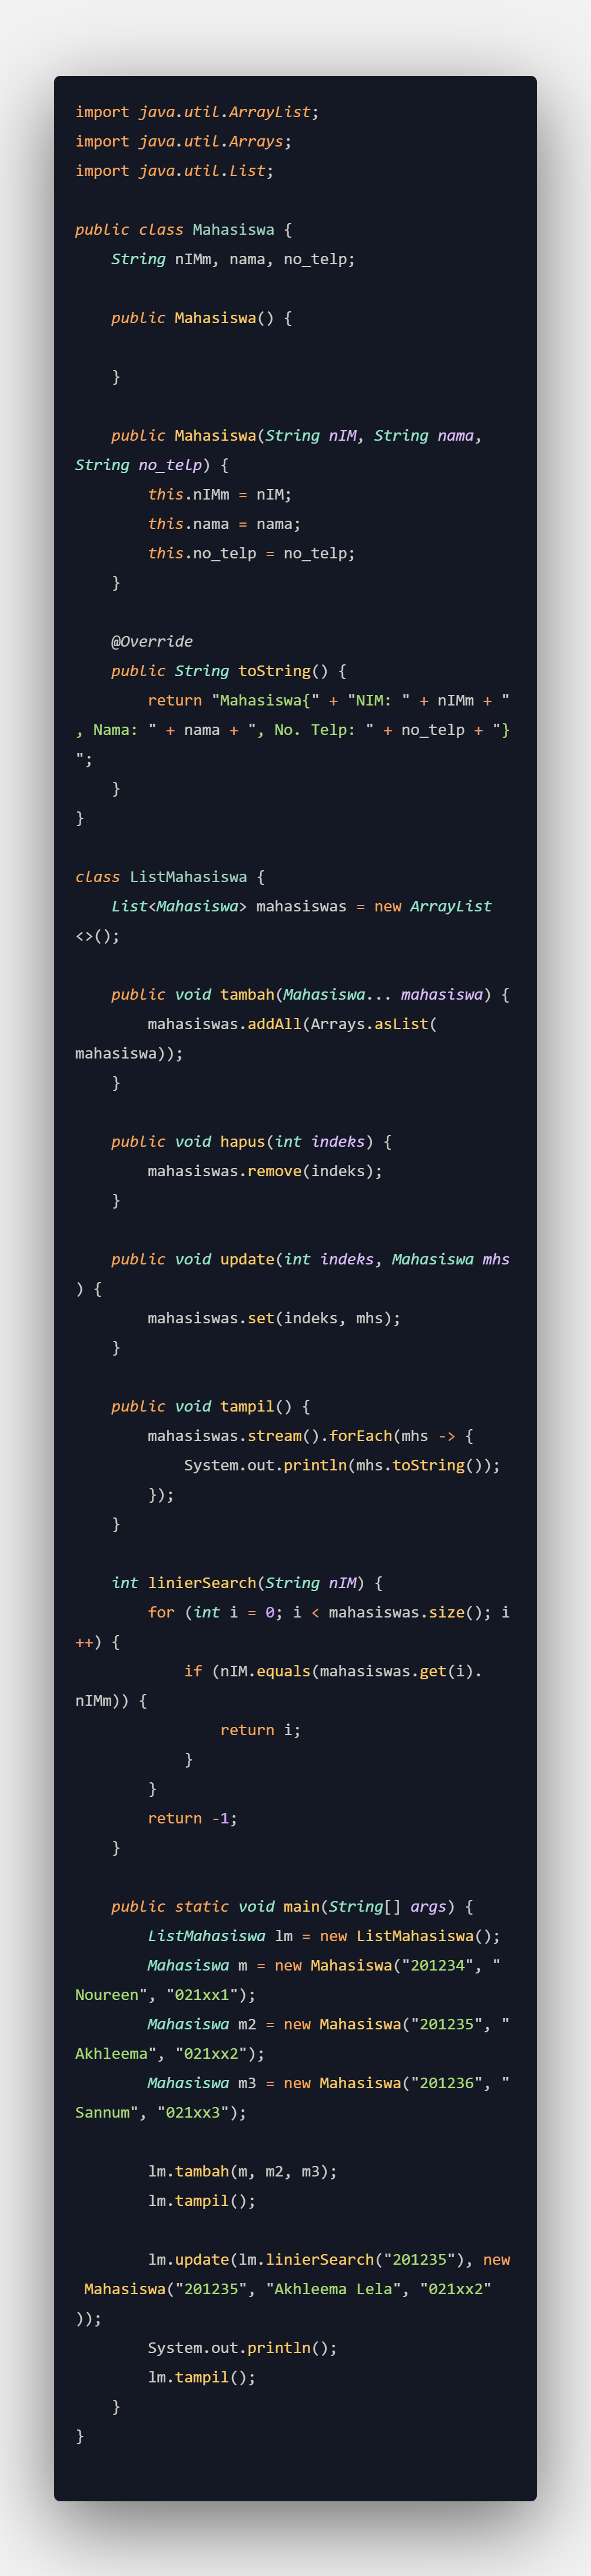 import java.util.ArrayList;
import java.util.Arrays;
import java.util.List;

public class Mahasiswa {
    String nIMm, nama, no_telp;

    public Mahasiswa() {

    }

    public Mahasiswa(String nIM, String nama,
String no_telp) {
        this.nIMm = nIM;
        this.nama = nama;
        this.no_telp = no_telp;
    }

    @Override
    public String toString() {
        return "Mahasiswa{" + "NIM: " + nIMm + "
, Nama: " + nama + ", No. Telp: " + no_telp + "}
";
    }
}

class ListMahasiswa {
    List<Mahasiswa> mahasiswas = new ArrayList
<>();

    public void tambah(Mahasiswa... mahasiswa) {
        mahasiswas.addAll(Arrays.asList(
mahasiswa));
    }

    public void hapus(int indeks) {
        mahasiswas.remove(indeks);
    }

    public void update(int indeks, Mahasiswa mhs
) {
        mahasiswas.set(indeks, mhs);
    }

    public void tampil() {
        mahasiswas.stream().forEach(mhs -> {
            System.out.println(mhs.toString());
        });
    }

    int linierSearch(String nIM) {
        for (int i = 0; i < mahasiswas.size(); i
++) {
            if (nIM.equals(mahasiswas.get(i).
nIMm)) {
                return i;
            }
        }
        return -1;
    }

    public static void main(String[] args) {
        ListMahasiswa lm = new ListMahasiswa();
        Mahasiswa m = new Mahasiswa("201234", "
Noureen", "021xx1");
        Mahasiswa m2 = new Mahasiswa("201235", "
Akhleema", "021xx2");
        Mahasiswa m3 = new Mahasiswa("201236", "
Sannum", "021xx3");

        lm.tambah(m, m2, m3);
        lm.tampil();

        lm.update(lm.linierSearch("201235"), new
 Mahasiswa("201235", "Akhleema Lela", "021xx2"
));
        System.out.println();
        lm.tampil();
    }
}